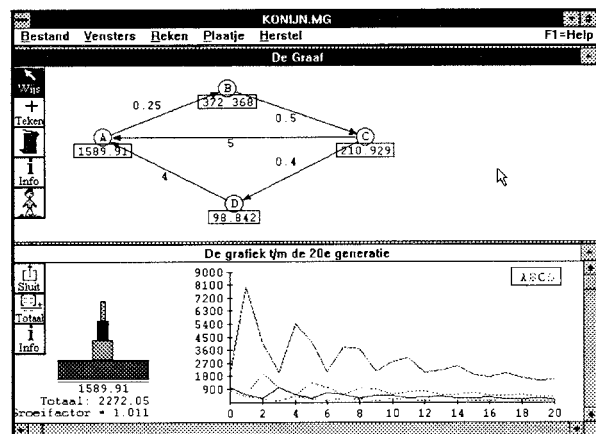 KONIJN.MG
Bestand Vensters Reken Plaatje Herstel F1=Help
De Graaf
Wijs
Teken
Info
B
372.368
0.25
0.5
A
1589.91
5
C
210.929
4
0.4
D
98.842
De grafiek t/m de 20e generatie
Sluit
Totaal
Info
1589.91
Totaal: 2272.05
Groeifactor = 1.011
9000
8100
7200
6300
5400
4500
3600
2700
1800
900
0 2 4 6 8 10 12 14 16 18 20